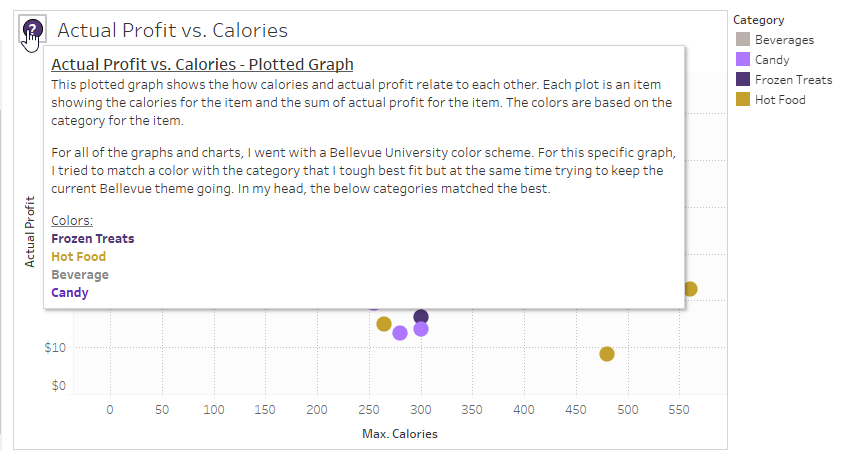 ?
Actual Profit vs. Calories
Actual Profit vs. Calories - Plotted Graph
This plotted graph shows the how calories and actual profit relate to each other. Each plot is an item
showing the calories for the item and the sum of actual profit for the item. The colors are based on the
category for the item.
For all of the graphs and charts, I went with a Bellevue University color scheme. For this specific graph,
I tried to match a color with the category that I tough best fit but at the same time trying to keep the
current Bellevue theme going. In my head, the below categories matched the best.
Colors:
Frozen Treats
Hot Food
Beverage
Candy
Actual Profit
$10
$0
0 50 100 150 200 250 300 350 400 450 500 550
Max. Calories
Category
Beverages
Candy
Frozen Treats
Hot Food